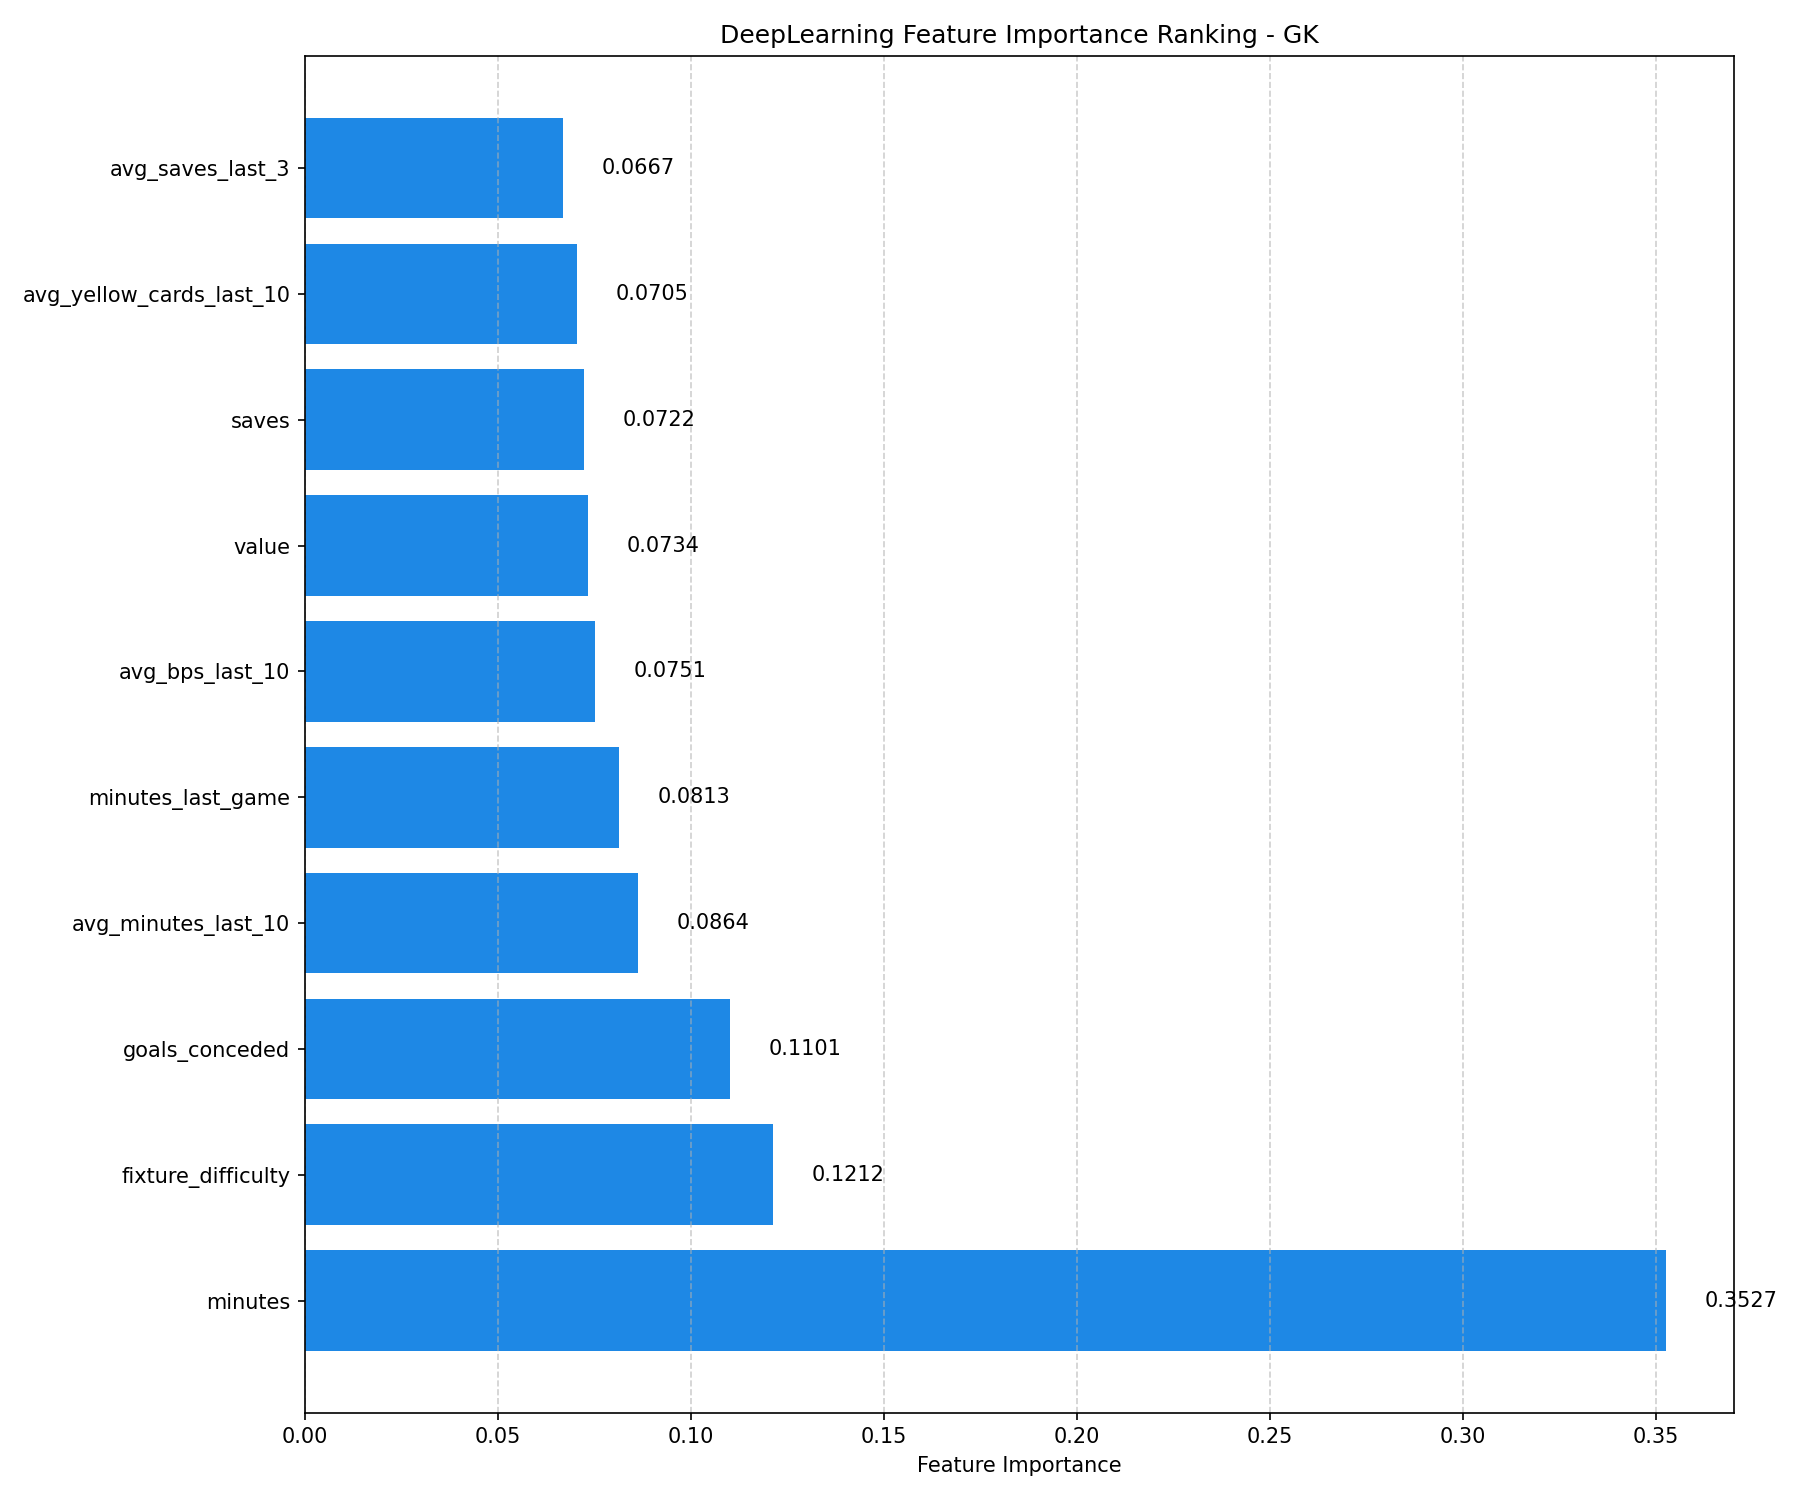 DeepLearning Feature Importance Ranking - GK
avg_saves_last_3 0.0667
avg_yellow_cards_last_10 0.0705
saves 0.0722
value 0.0734
avg_bps_last_10 0.0751
minutes_last_game 0.0813
avg_minutes_last_10 0.0864
goals_conceded 0.1101
fixture_difficulty 0.1212
minutes 0.3527
0.00 0.05 0.10 0.15 0.20 0.25 0.30 0.35
Feature Importance